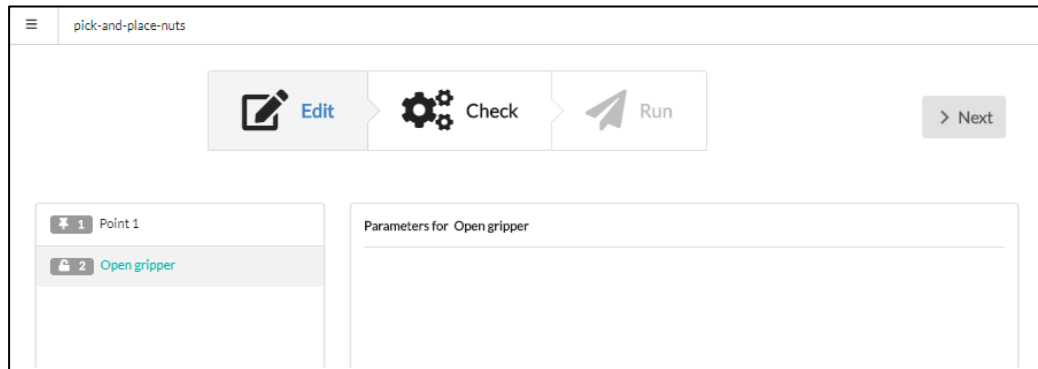 pick-and-place-nuts
Edit
Check
Run
Next
1 Point 1
Parameters for Open gripper
2 Open gripper